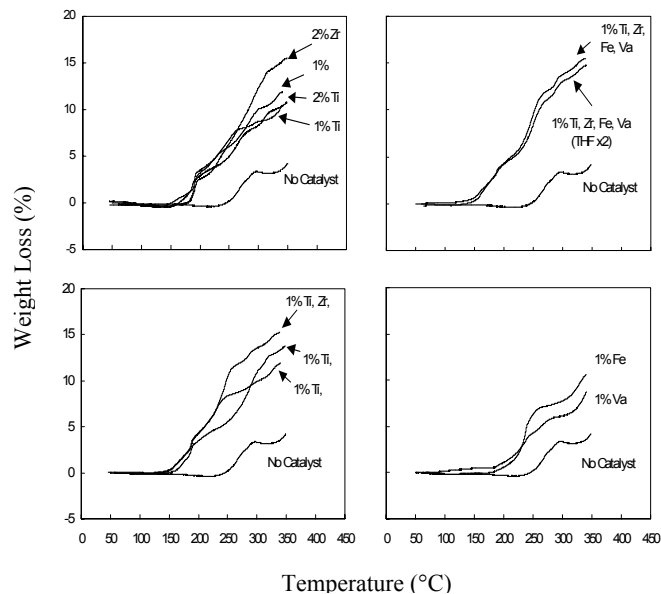 20
15
10
5
0
-5
2% Zr
1%
2% Ti
1% Ti
No Catalyst
1% Ti, Zr,
Fe, Va
1% Ti, Zr, Fe, Va
(THF x2)
No Catalyst
Weight Loss (%)
20
15
10
5
0
-5
0 50 100 150 200 250 300 350 400 450
1% Ti, Zr,
1% Ti,
1% Ti,
No Catalyst
0 50 100 150 200 250 300 350 400 450
1% Fe
1% Va
No Catalyst
Temperature (°C)